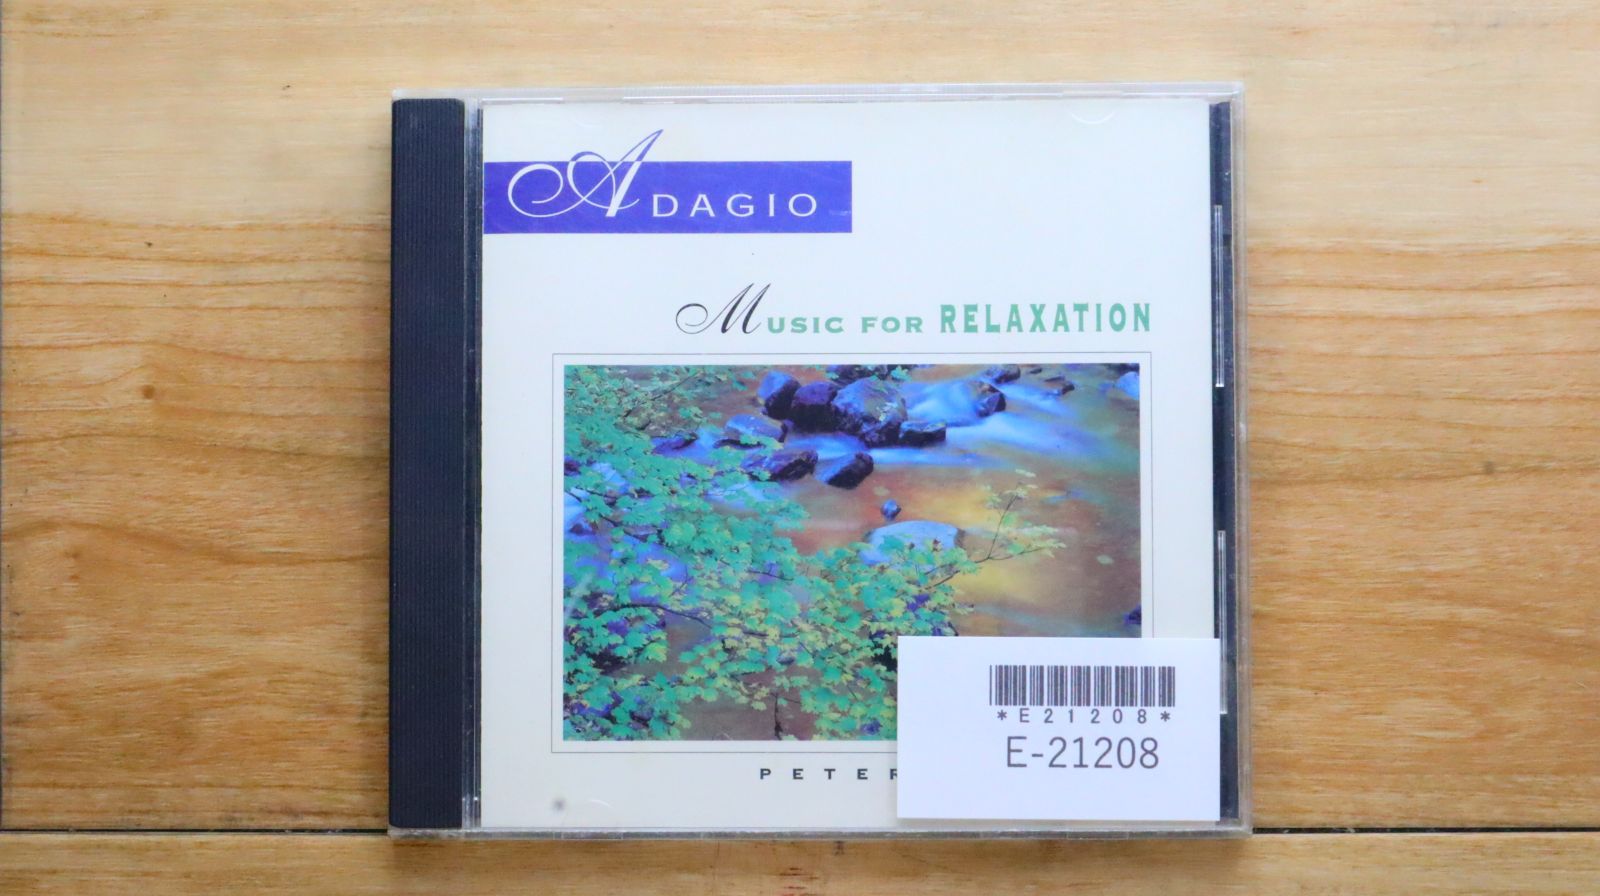 ADAGIO
MUSIC FOR RELAXATION
*E21208*
E-21208
PETER